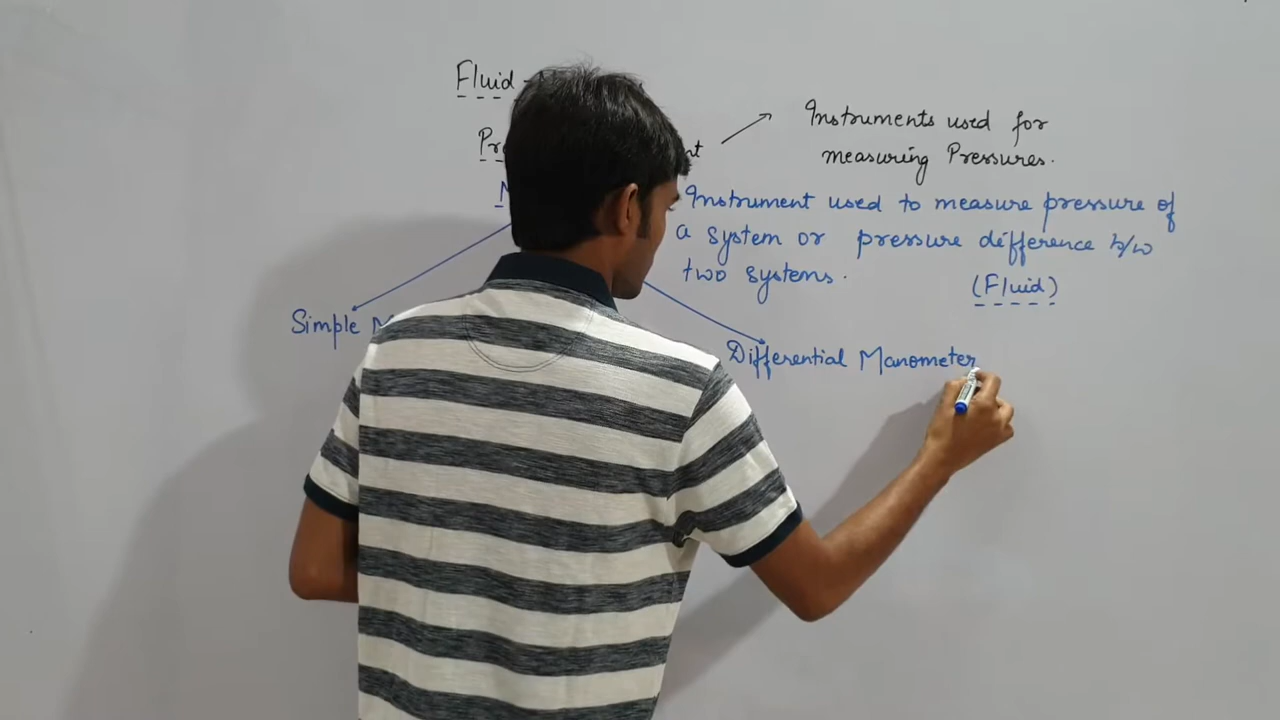 Fluid -
Instruments used for
measuring Pressures.
Instrument used to measure pressure of
a system or pressure difference b/w
two systems.
(Fluid)
Simple
Differential Manometer